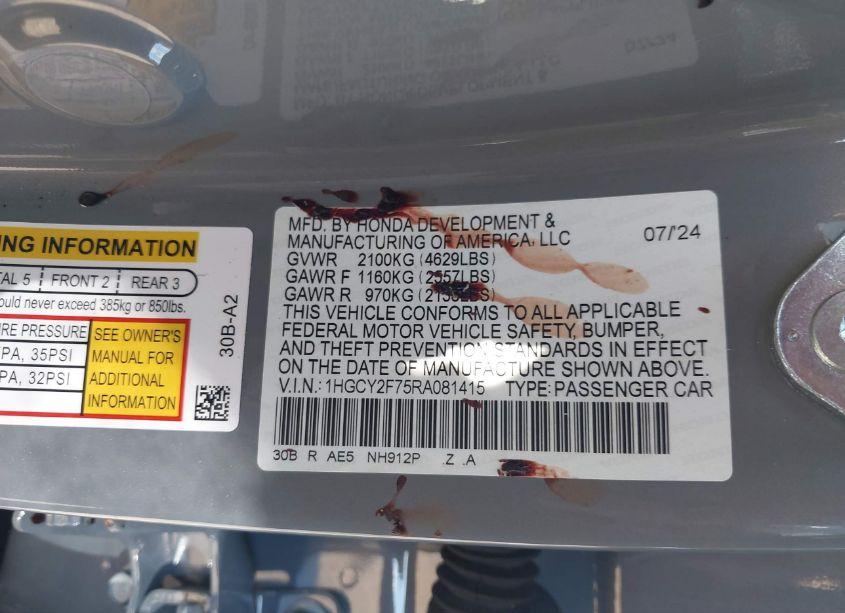 NG INFORMATION
TAL 5 FRONT 2 REAR 3
ould never exceed 385kg or 850lbs.
RE PRESSURE
PA, 35PSI
PA, 32PSI
SEE OWNER'S
MANUAL FOR
ADDITIONAL
INFORMATION
30B-A2
MFD. BY HONDA DEVELOPMENT &
MANUFACTURING OF AMERICA, LLC 07/'24
GVWR 2100KG (4629LBS)
GAWR F 1160KG (2557LBS)
GAWR R 970KG (2138LBS)
THIS VEHICLE CONFORMS TO ALL APPLICABLE
FEDERAL MOTOR VEHICLE SAFETY, BUMPER,
AND THEFT PREVENTION STANDARDS IN EFFECT
ON THE DATE OF MANUFACTURE SHOWN ABOVE.
V.I.N.: 1HGCY2F75RA081415 TYPE: PASSENGER CAR
30B R AE5 NH912P .Z .A